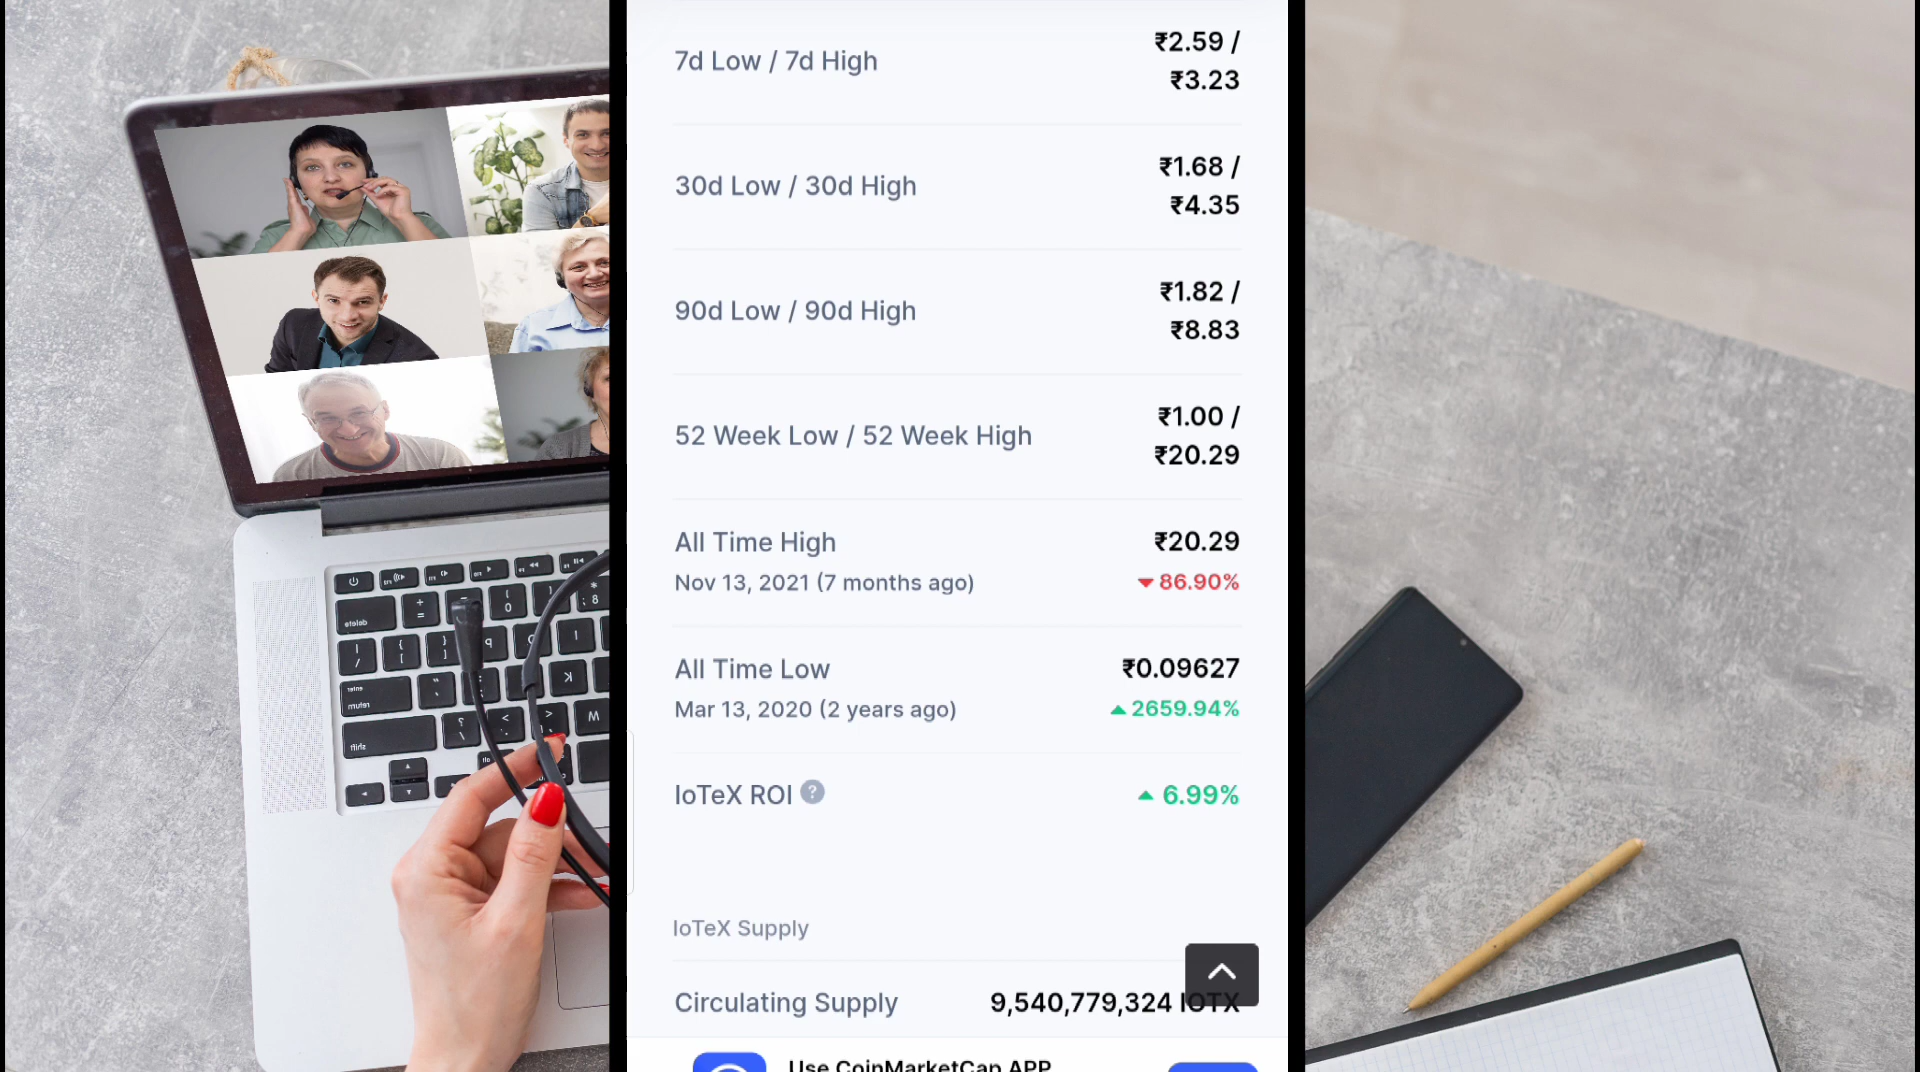 7d Low / 7d High
₹2.59 /
₹3.23
30d Low / 30d High
₹1.68 /
₹4.35
90d Low / 90d High
₹1.82 /
₹8.83
52 Week Low / 52 Week High
₹1.00 /
₹20.29
All Time High
₹20.29
Nov 13, 2021 (7 months ago)
86.90%
All Time Low
₹0.09627
Mar 13, 2020 (2 years ago)
2659.94%
IoTeX ROI ?
6.99%
IoTeX Supply
Circulating Supply
9,540,779,324 IOTX
Use CoinMarketCap APP